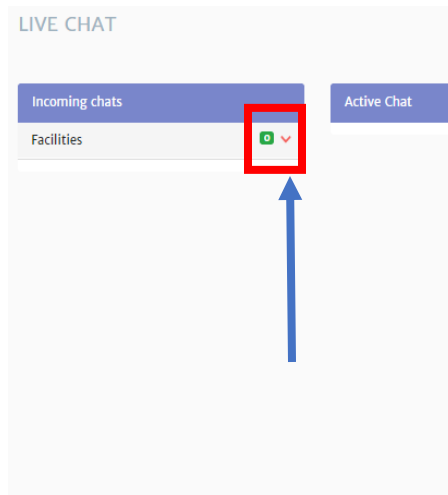 LIVE CHAT
Incoming chats
Active Chat
Facilities
0